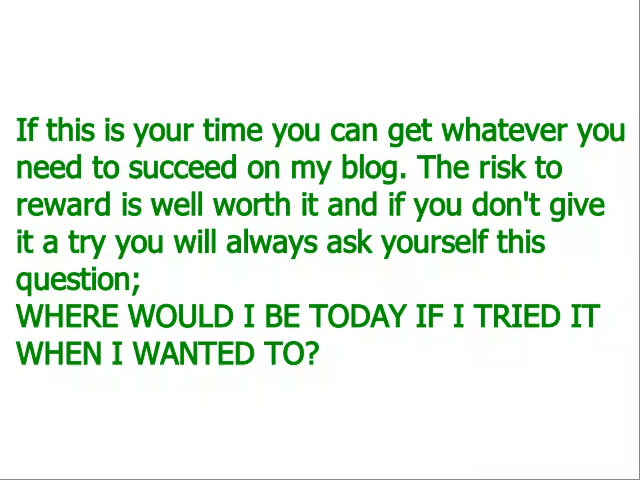 If this is your time you can get whatever you
need to succeed on my blog. The risk to
reward is well worth it and if you don't give
it a try you will always ask yourself this
question;
WHERE WOULD I BE TODAY IF I TRIED IT
WHEN I WANTED TO?